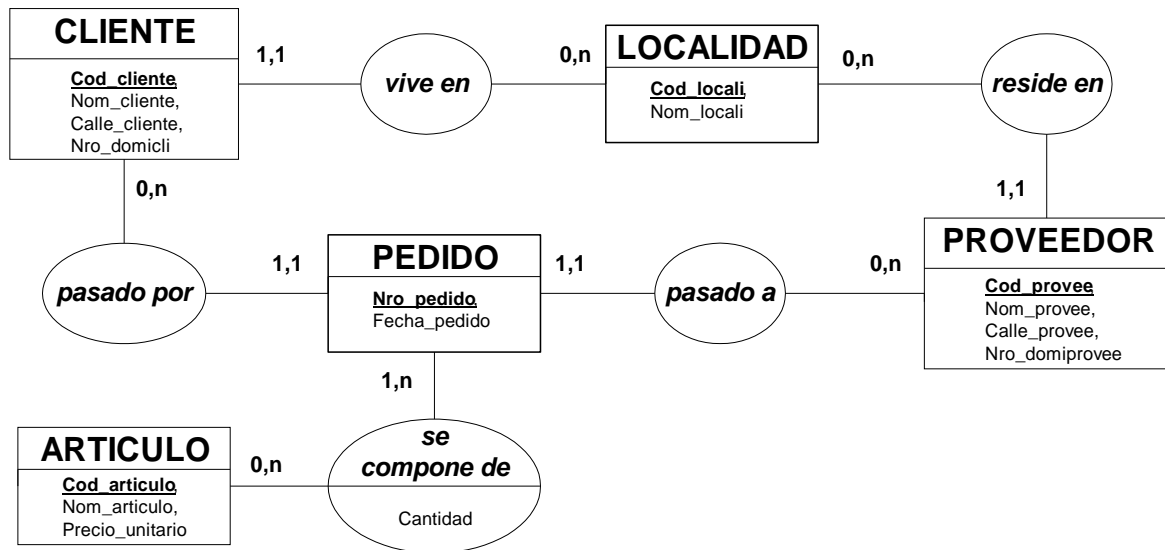 CLIENTE
Cod_cliente,
Nom_cliente,
Calle_cliente,
Nro_domicli
1,1
vive en
0,n
LOCALIDAD
Cod_locali,
Nom_locali
0,n
reside en
0,n
1,1
pasado por
1,1
PEDIDO
Nro_pedido,
Fecha_pedido
1,1
pasado a
0,n
PROVEEDOR
Cod_provee,
Nom_provee,
Calle_provee,
Nro_domiprovee
1,n
ARTICULO
Cod_articulo,
Nom_articulo,
Precio_unitario
0,n
se
compone de
Cantidad